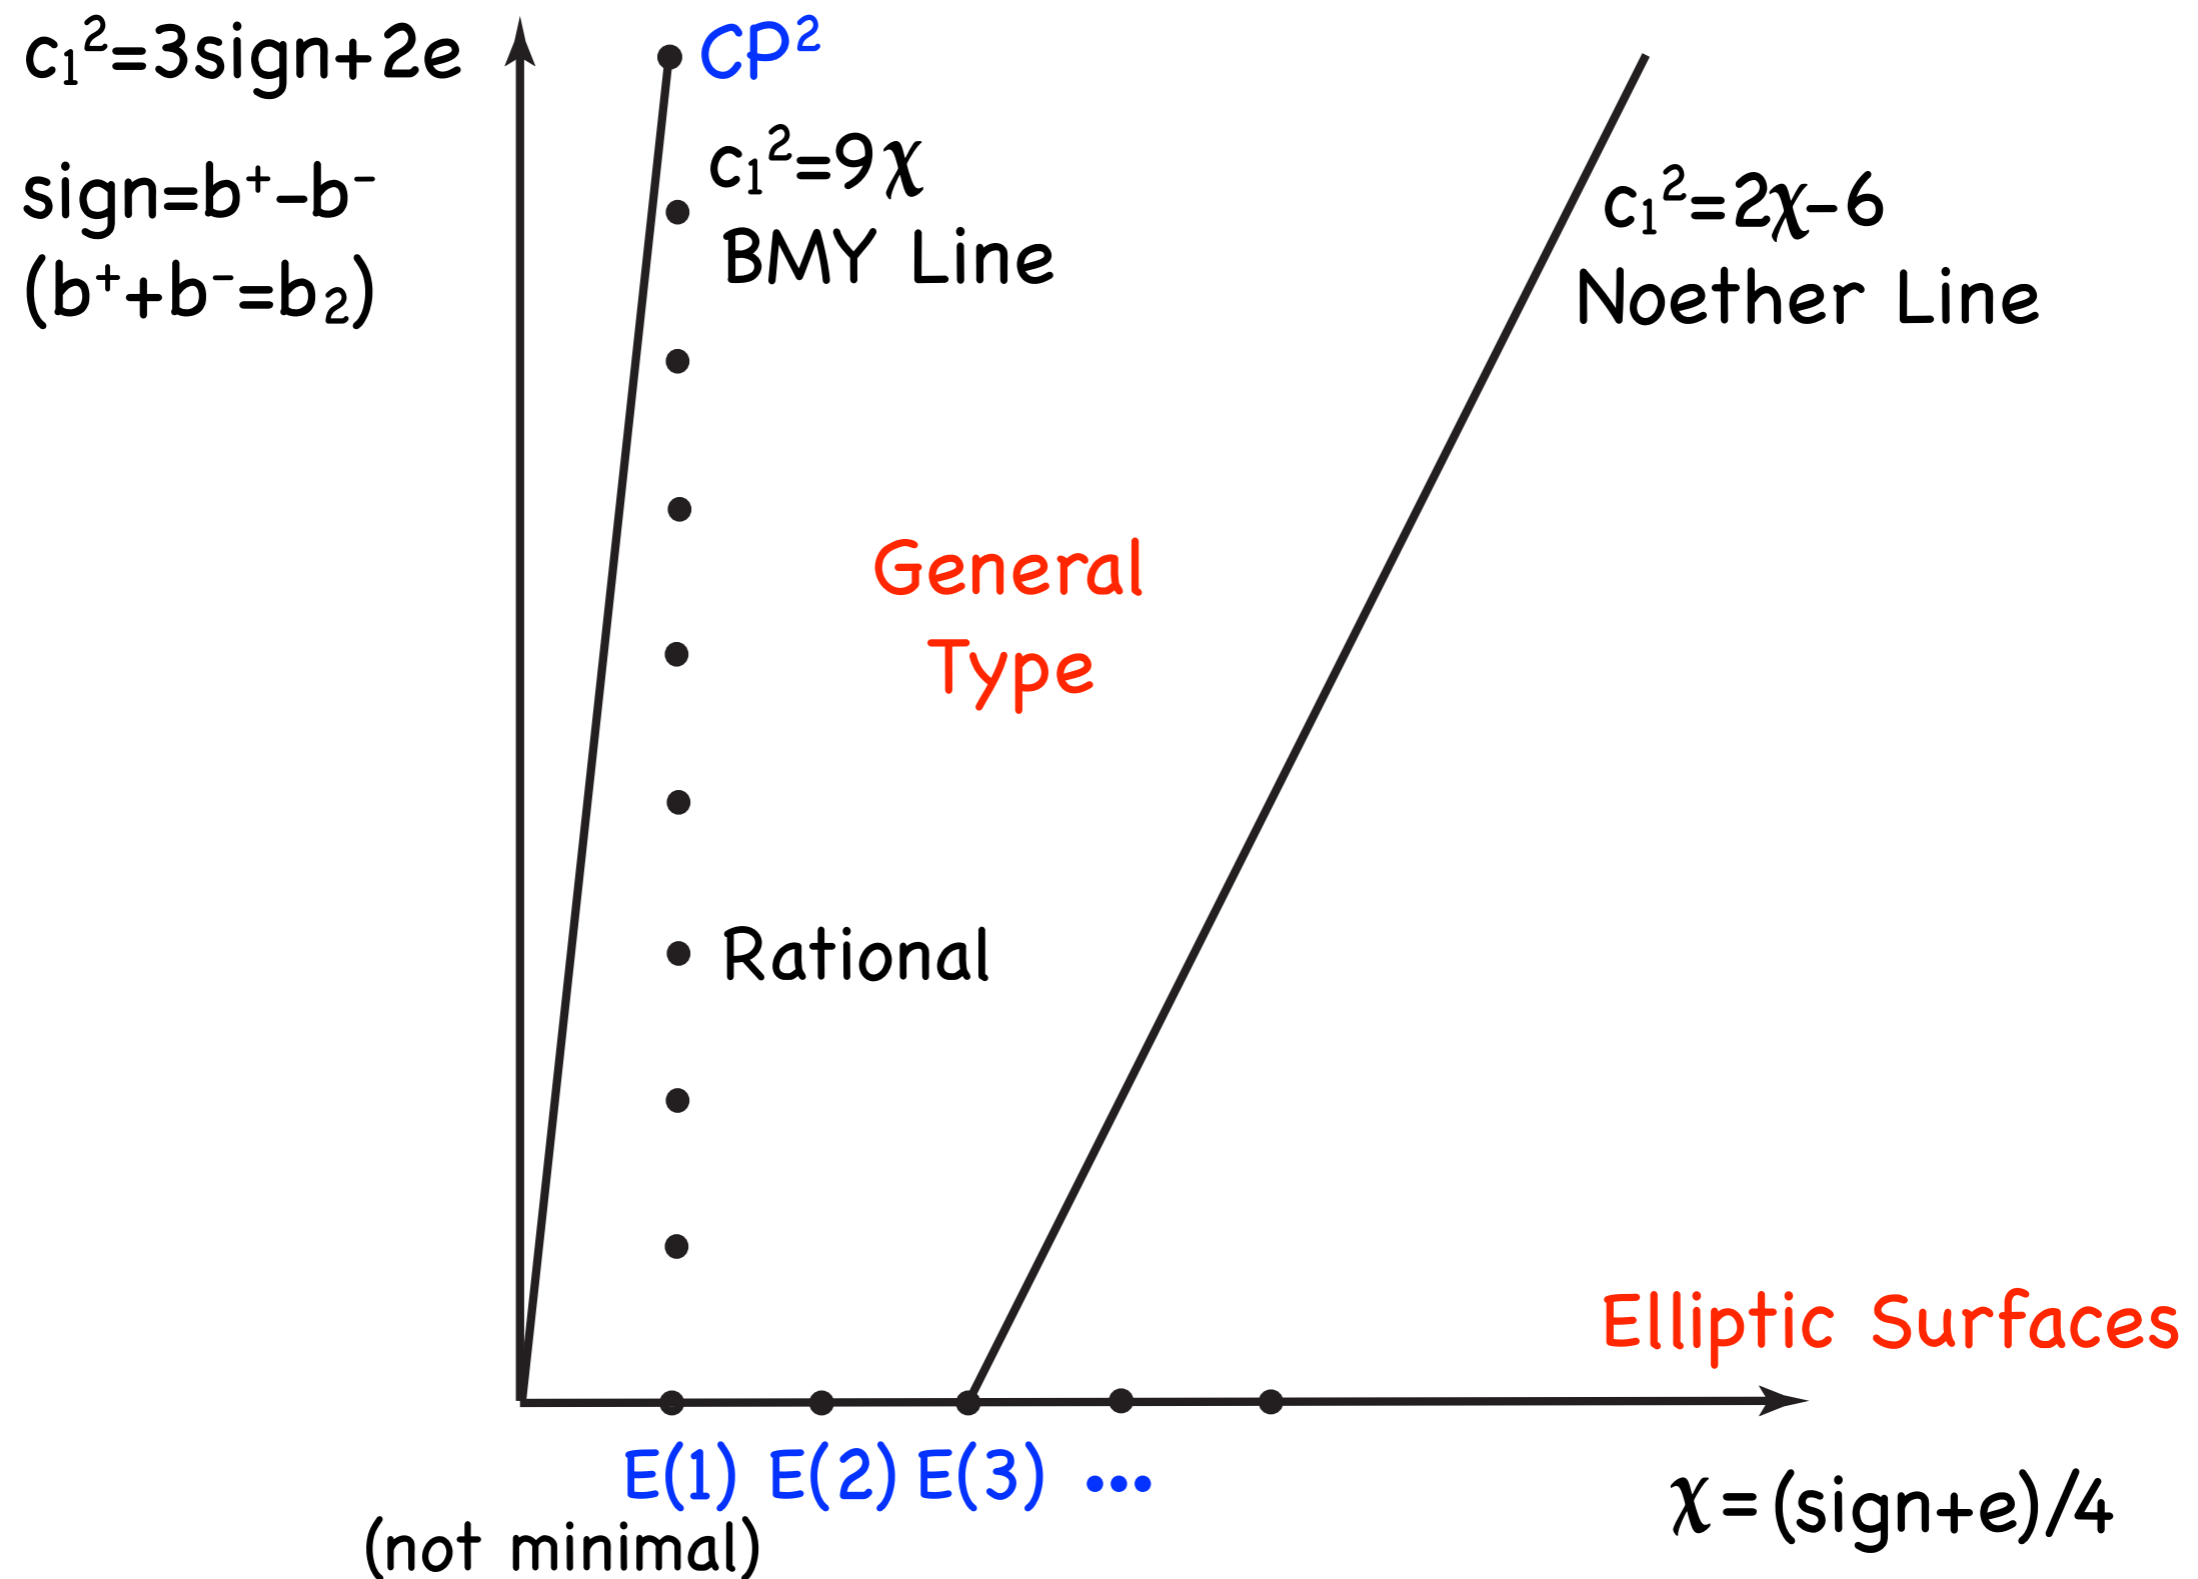 c₁²=3sign+2e
sign=b⁺-b⁻
(b⁺+b⁻=b₂)
CP²
c₁²=9χ
BMY Line
c₁²=2χ-6
Noether Line
General
Type
Rational
Elliptic Surfaces
E(1) E(2) E(3) •••
(not minimal)
χ=(sign+e)/4